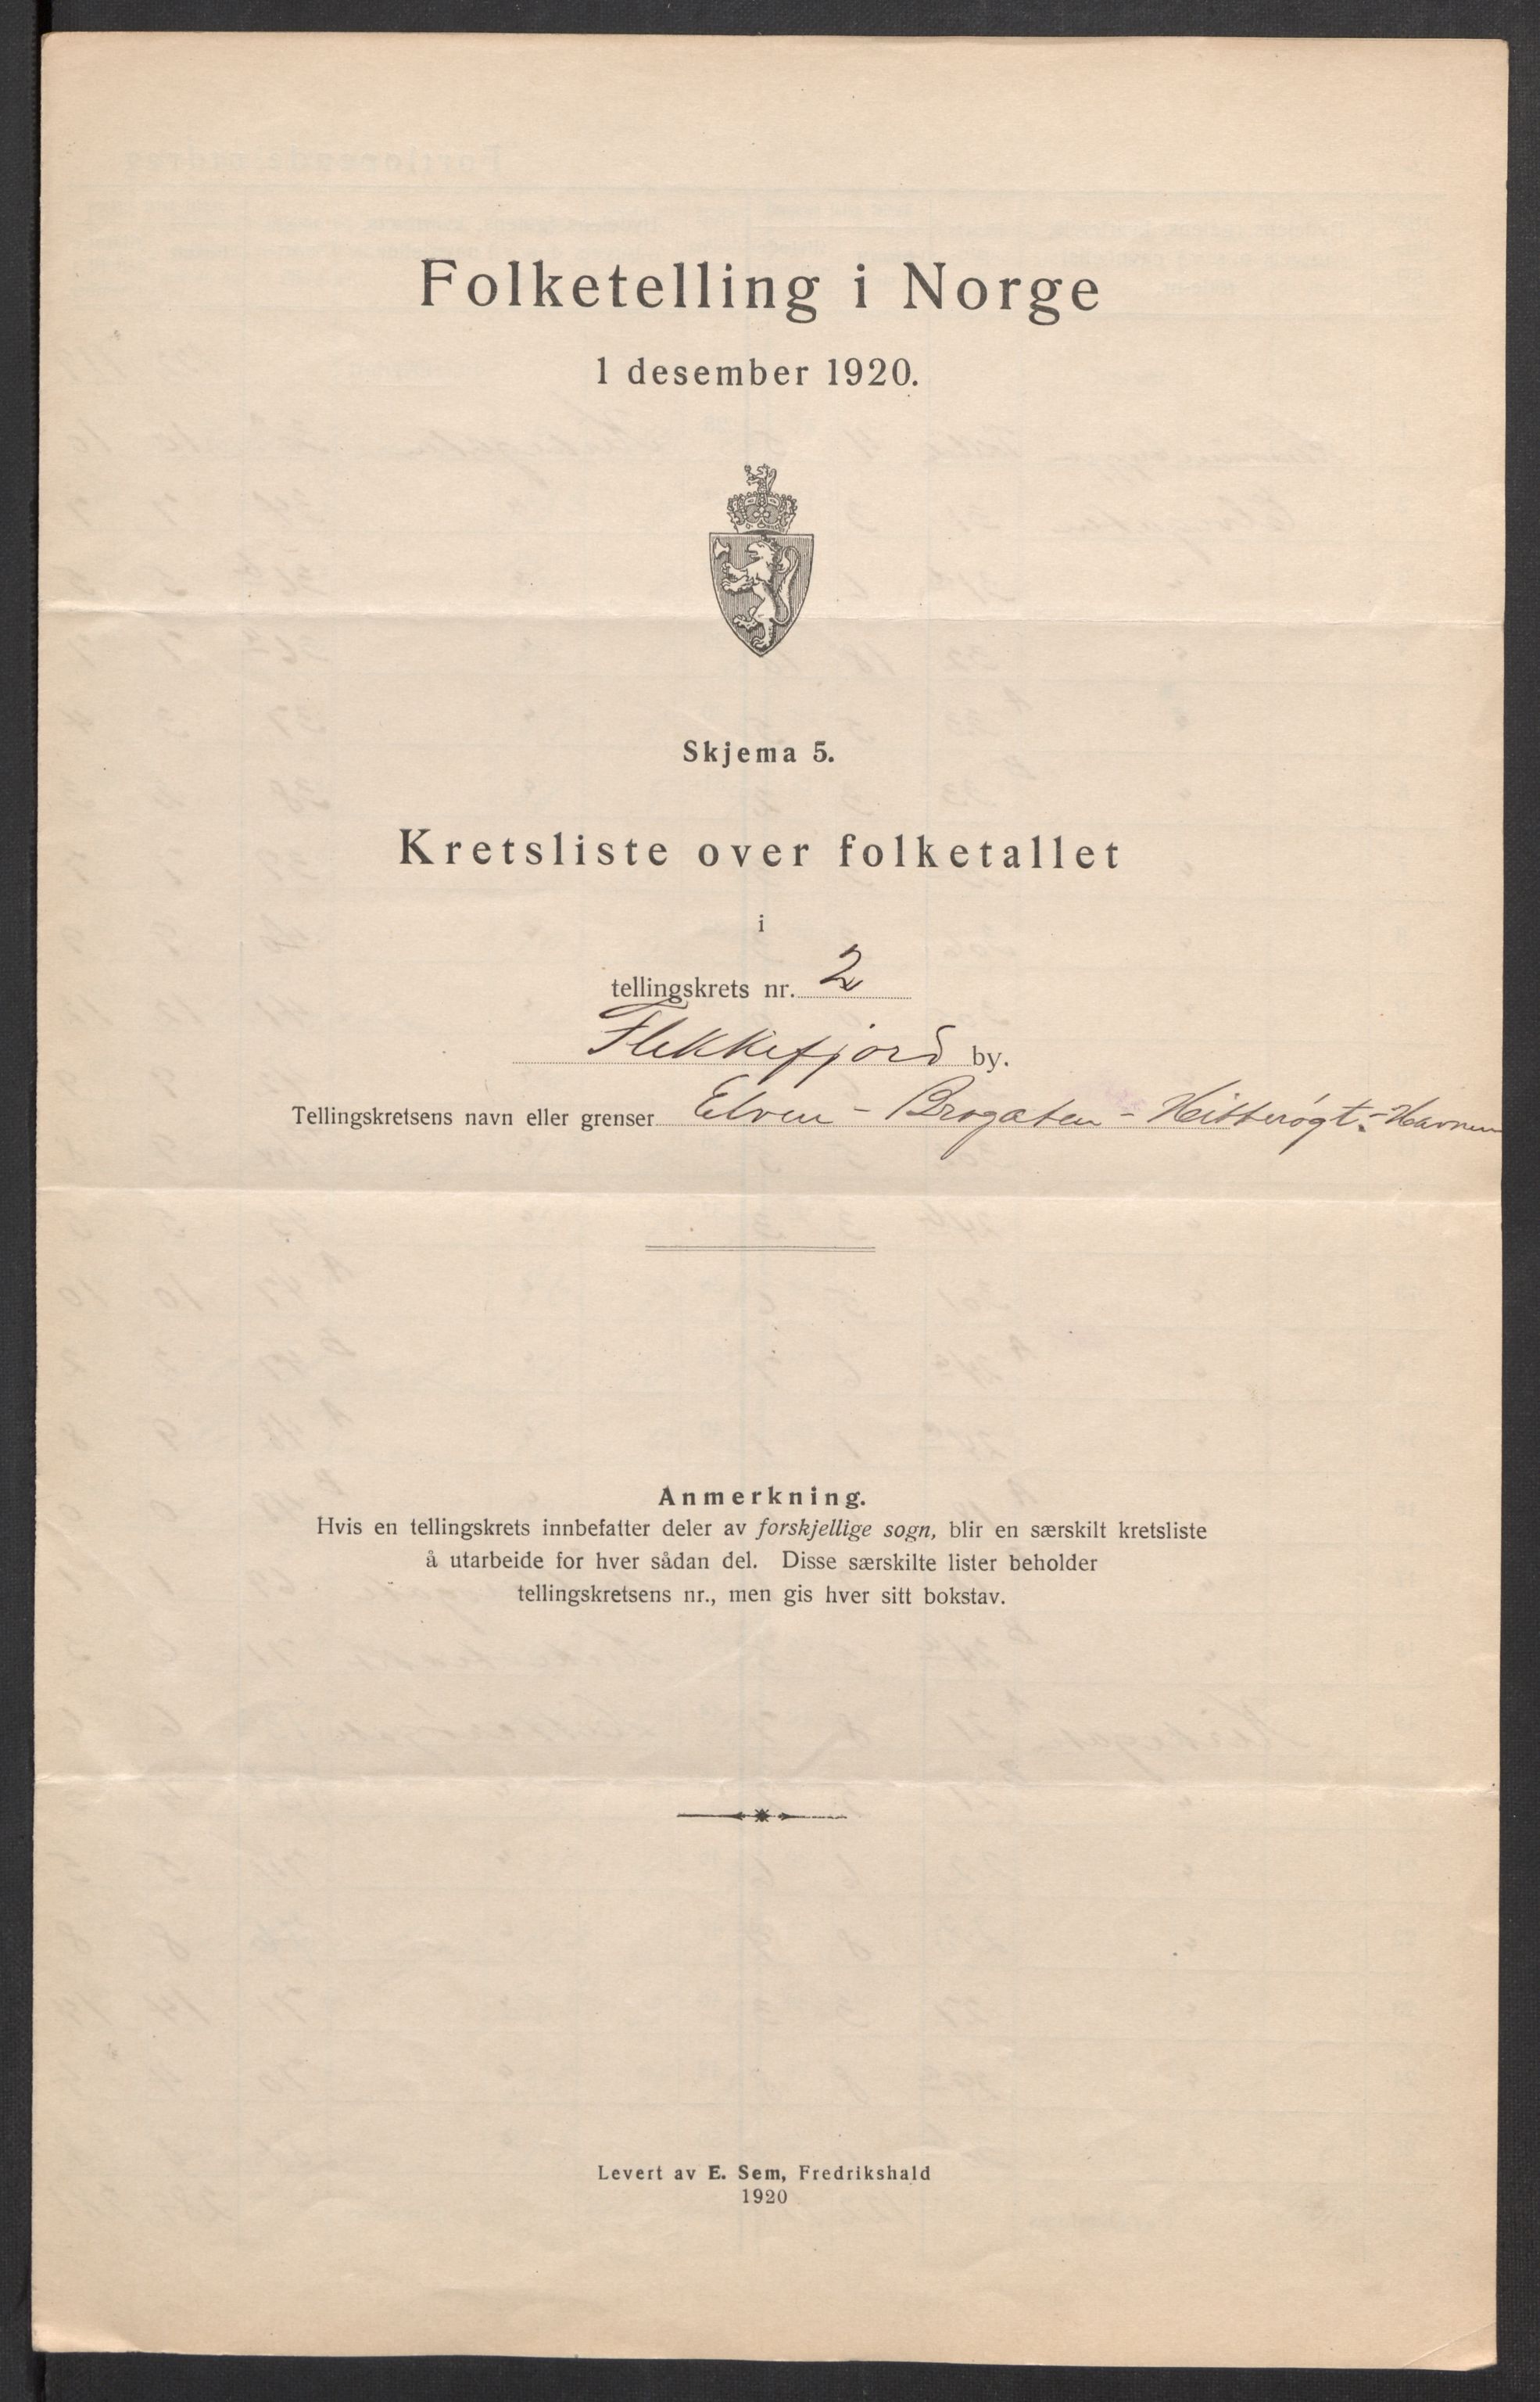 Folketelling i Norge
1 desember 1920.
Skjema 5.
Kretsliste over folketallet
i
tellingskrets nr. 2
Flekkefjord by.
Tellingskretsens navn eller grenser Elven - Brogaten - Hitterøgt. - Havnen
Anmerkning.
Hvis en tellingskrets innbefatter deler av forskjellige sogn, blir en særskilt kretsliste
å utarbeide for hver sådan del. Disse særskilte lister beholder
tellingskretsens nr., men gis hver sitt bokstav.
Levert av E. Sem, Fredrikshald
1920